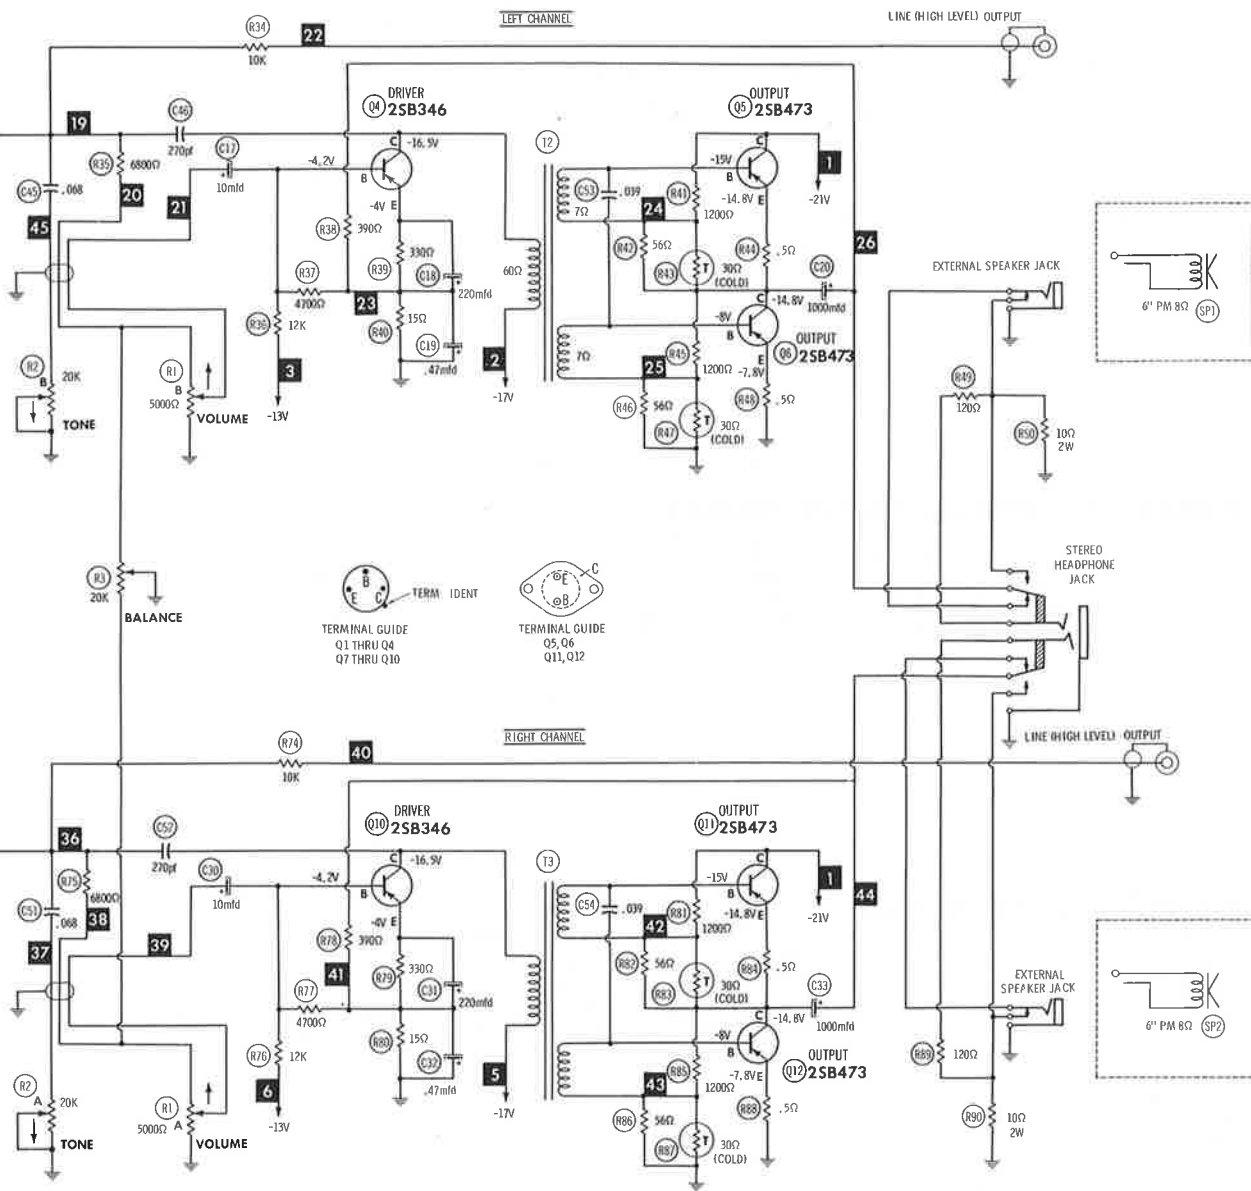 LEFT CHANNEL
LINE (HIGH LEVEL) OUTPUT
R34
22
10K
DRIVER
Q4 2SB346
OUTPUT
Q5 2SB473
19
C46
270pf
R35
6800Ω
C17
10mfd
-4.2V
B
C
-16.5V
-4V E
T2
C53
.039
7Ω
-15V
B
C
-14.8V
E
1
-21V
C45
.068
20
21
45
R38
390Ω
R39
330Ω
C18
220mfd
60Ω
R41
1200Ω
24
R42
56Ω
R43
T
30Ω
(COLD)
R44
.5Ω
C20
1000mfd
26
EXTERNAL SPEAKER JACK
6" PM 8Ω
SP1
R37
4700Ω
23
R36
12K
R40
15Ω
C19
.47mfd
2
-17V
3
-13V
7Ω
-8V
B
C
-14.8V
E
-7.8V
Q6
OUTPUT
2SB473
R45
1200Ω
25
R46
56Ω
R47
T
30Ω
(COLD)
R48
.5Ω
R2
B
20K
TONE
R1
B
5000Ω
VOLUME
R49
120Ω
R50
10Ω
2W
R3
20K
BALANCE
B
E
C
TERM IDENT
TERMINAL GUIDE
Q1 THRU Q4
Q7 THRU Q10
E
B
C
TERMINAL GUIDE
Q5, Q6
Q11, Q12
STEREO
HEADPHONE
JACK
RIGHT CHANNEL
LINE (HIGH LEVEL) OUTPUT
R74
40
10K
DRIVER
Q10 2SB346
OUTPUT
Q11 2SB473
36
C52
270pf
R75
6800Ω
C30
10mfd
-4.2V
B
C
-16.5V
-4V E
T3
C54
.039
-15V
B
C
-14.8V E
1
-21V
C51
.068
38
39
37
R78
390Ω
41
R79
330Ω
C31
220mfd
R81
1200Ω
42
R82
56Ω
R83
T
30Ω
(COLD)
R84
.5Ω
C33
1000mfd
44
EXTERNAL
SPEAKER JACK
6" PM 8Ω
SP2
R77
4700Ω
R76
12K
R80
15Ω
C32
.47mfd
5
-17V
6
-13V
-8V
B
C
-14.8V
-7.8V E
Q12
OUTPUT
2SB473
R85
1200Ω
43
R86
56Ω
R87
T
30Ω
(COLD)
R88
.5Ω
R2
A
20K
TONE
R1
A
5000Ω
VOLUME
R89
120Ω
R90
10Ω
2W